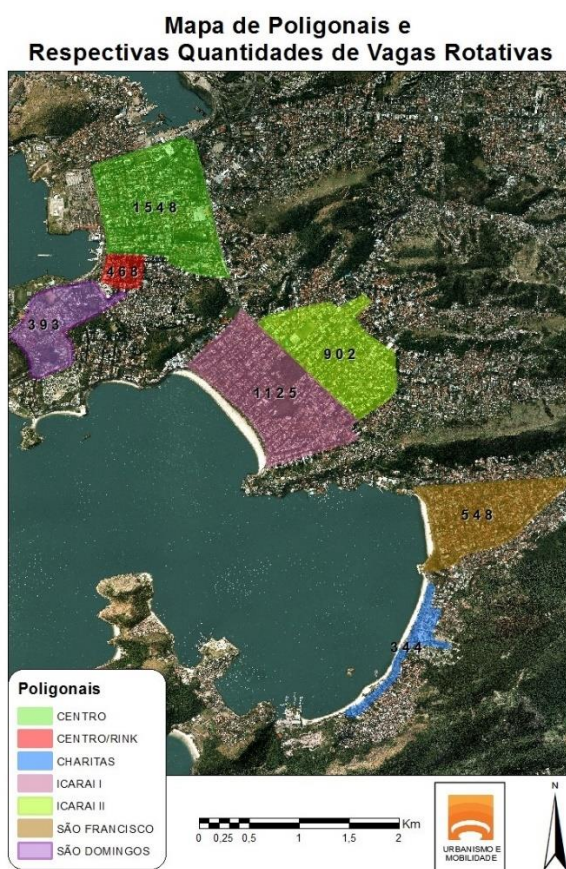 Mapa de Poligonais e
Respectivas Quantidades de Vagas Rotativas
1548
468
393
902
1125
548
344
Poligonais
CENTRO
CENTRO/RINK
CHARITAS
ICARAI I
ICARAI II
SÃO FRANCISCO
SÃO DOMINGOS
0 0,25 0,5 1 1,5 2 Km
URBANISMO E
MOBILIDADE
N